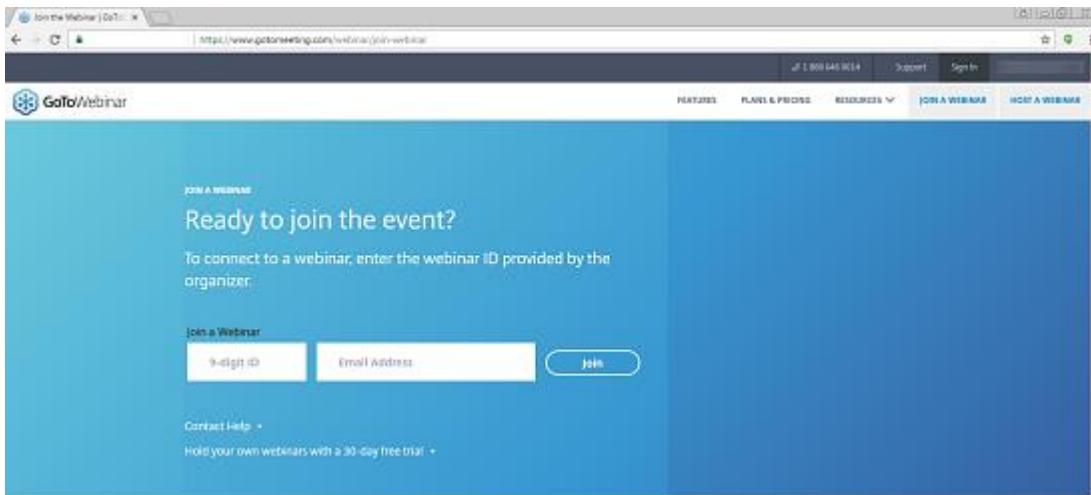 Join the Webinar | GoTo
https://www.gotomeeting.com/webinar/join-webinar
Support Sign In
GoToWebinar
FEATURES PLANS & PRICING RESOURCES JOIN A WEBINAR HOST A WEBINAR
JOIN A WEBINAR
Ready to join the event?
To connect to a webinar, enter the webinar ID provided by the
organizer.
Join a Webinar
9-digit ID Email Address Join
Contact Help
Hold your own webinars with a 30-day free trial